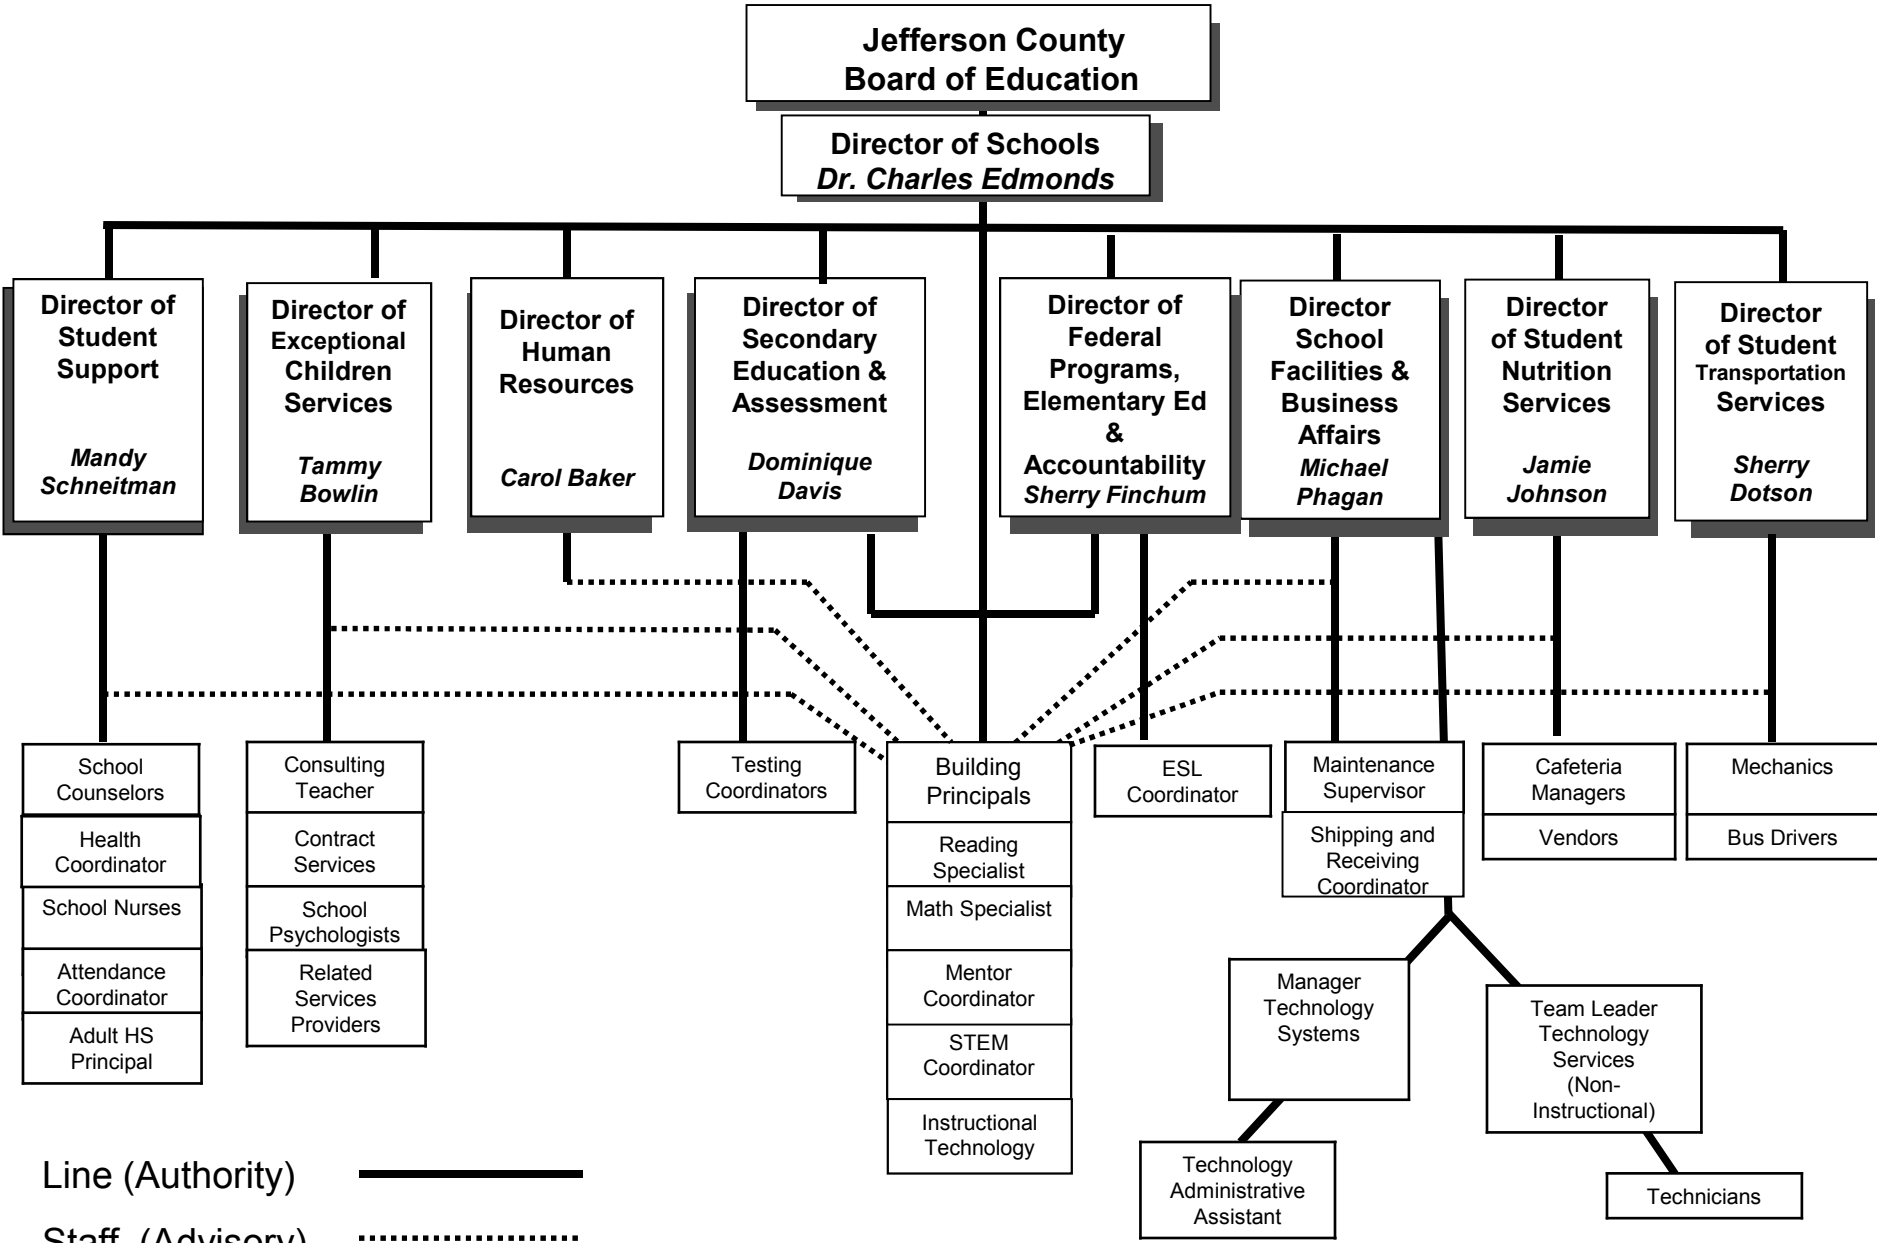 Jefferson County
Board of Education
Director of Schools
Dr. Charles Edmonds
Director of
Student
Support
Mandy
Schneitman
Director of
Exceptional
Children
Services
Tammy
Bowlin
Director of
Human
Resources
Carol Baker
Director of
Secondary
Education &
Assessment
Dominique
Davis
Director of
Federal
Programs,
Elementary Ed
&
Accountability
Sherry Finchum
Director
School
Facilities &
Business
Affairs
Michael
Phagan
Director
of Student
Nutrition
Services
Jamie
Johnson
Director
of Student
Transportation
Services
Sherry
Dotson
School
Counselors
Health
Coordinator
School Nurses
Attendance
Coordinator
Adult HS
Principal
Consulting
Teacher
Contract
Services
School
Psychologists
Related
Services
Providers
Testing
Coordinators
Building
Principals
Reading
Specialist
Math Specialist
Mentor
Coordinator
STEM
Coordinator
Instructional
Technology
ESL
Coordinator
Maintenance
Supervisor
Shipping and
Receiving
Coordinator
Cafeteria
Managers
Vendors
Mechanics
Bus Drivers
Manager
Technology
Systems
Team Leader
Technology
Services
(Non-
Instructional)
Technology
Administrative
Assistant
Technicians
Line (Authority)
Staff (Advisory)